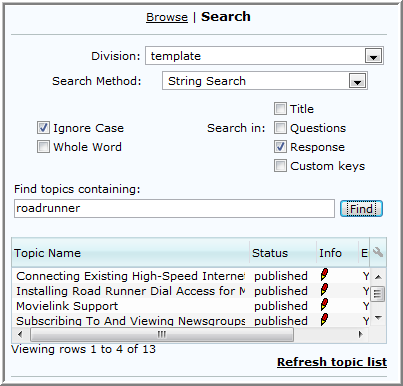 Browse | Search
Division: template
Search Method: String Search
Title
Ignore Case Search in: Questions
Whole Word Response
Custom keys
Find topics containing:
roadrunner Find
Topic Name Status Info E
Connecting Existing High-Speed Internet published Y
Installing Road Runner Dial Access for M published Y
Movielink Support published Y
Subscribing To And Viewing Newsgroups published Y
Viewing rows 1 to 4 of 13
Refresh topic list